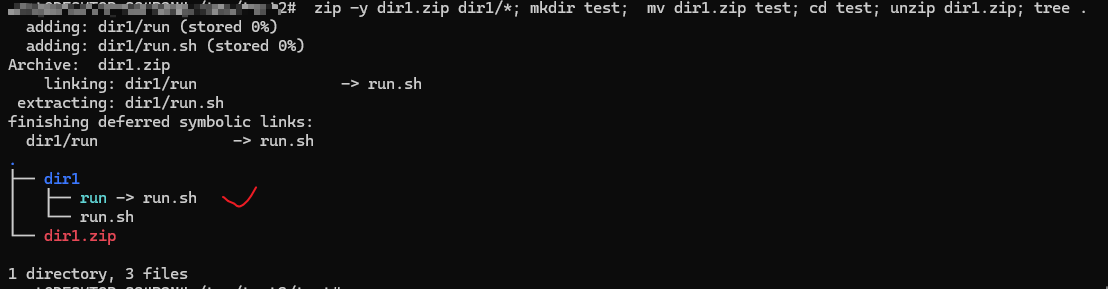 2#  zip -y dir1.zip dir1/*; mkdir test;  mv dir1.zip test; cd test; unzip dir1.zip; tree .
  adding: dir1/run (stored 0%)
  adding: dir1/run.sh (stored 0%)
Archive:  dir1.zip
    linking: dir1/run                -> run.sh
 extracting: dir1/run.sh
finishing deferred symbolic links:
  dir1/run               -> run.sh
.
├── dir1
│   ├── run -> run.sh
│   └── run.sh
└── dir1.zip

1 directory, 3 files